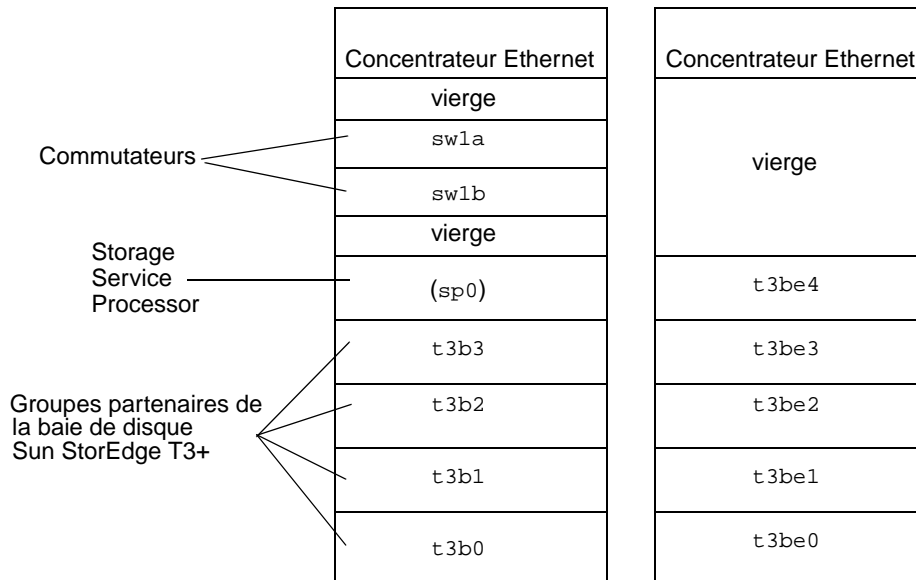 Concentrateur Ethernet
vierge
sw1a
sw1b
vierge
(sp0)
t3b3
t3b2
t3b1
t3b0
Concentrateur Ethernet
vierge
t3be4
t3be3
t3be2
t3be1
t3be0
Commutateurs
Storage
Service
Processor
Groupes partenaires de
la baie de disque
Sun StorEdge T3+